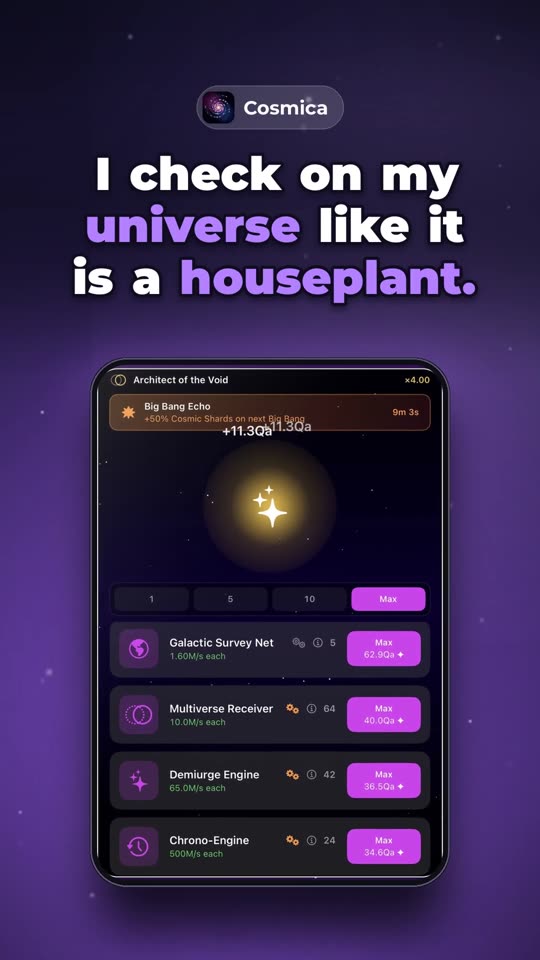 Cosmica
I check on my
universe like it
is a houseplant.
Architect of the Void ×4.00
Big Bang Echo
+50% Cosmic Shards on next Big Bang
9m 3s
+11.3Qa
+11.3Qa
1 5 10 Max
Galactic Survey Net 5
1.60M/s each
Max
62.9Qa
Multiverse Receiver 64
10.0M/s each
Max
40.0Qa
Demiurge Engine 42
65.0M/s each
Max
36.5Qa
Chrono-Engine 24
500M/s each
Max
34.6Qa